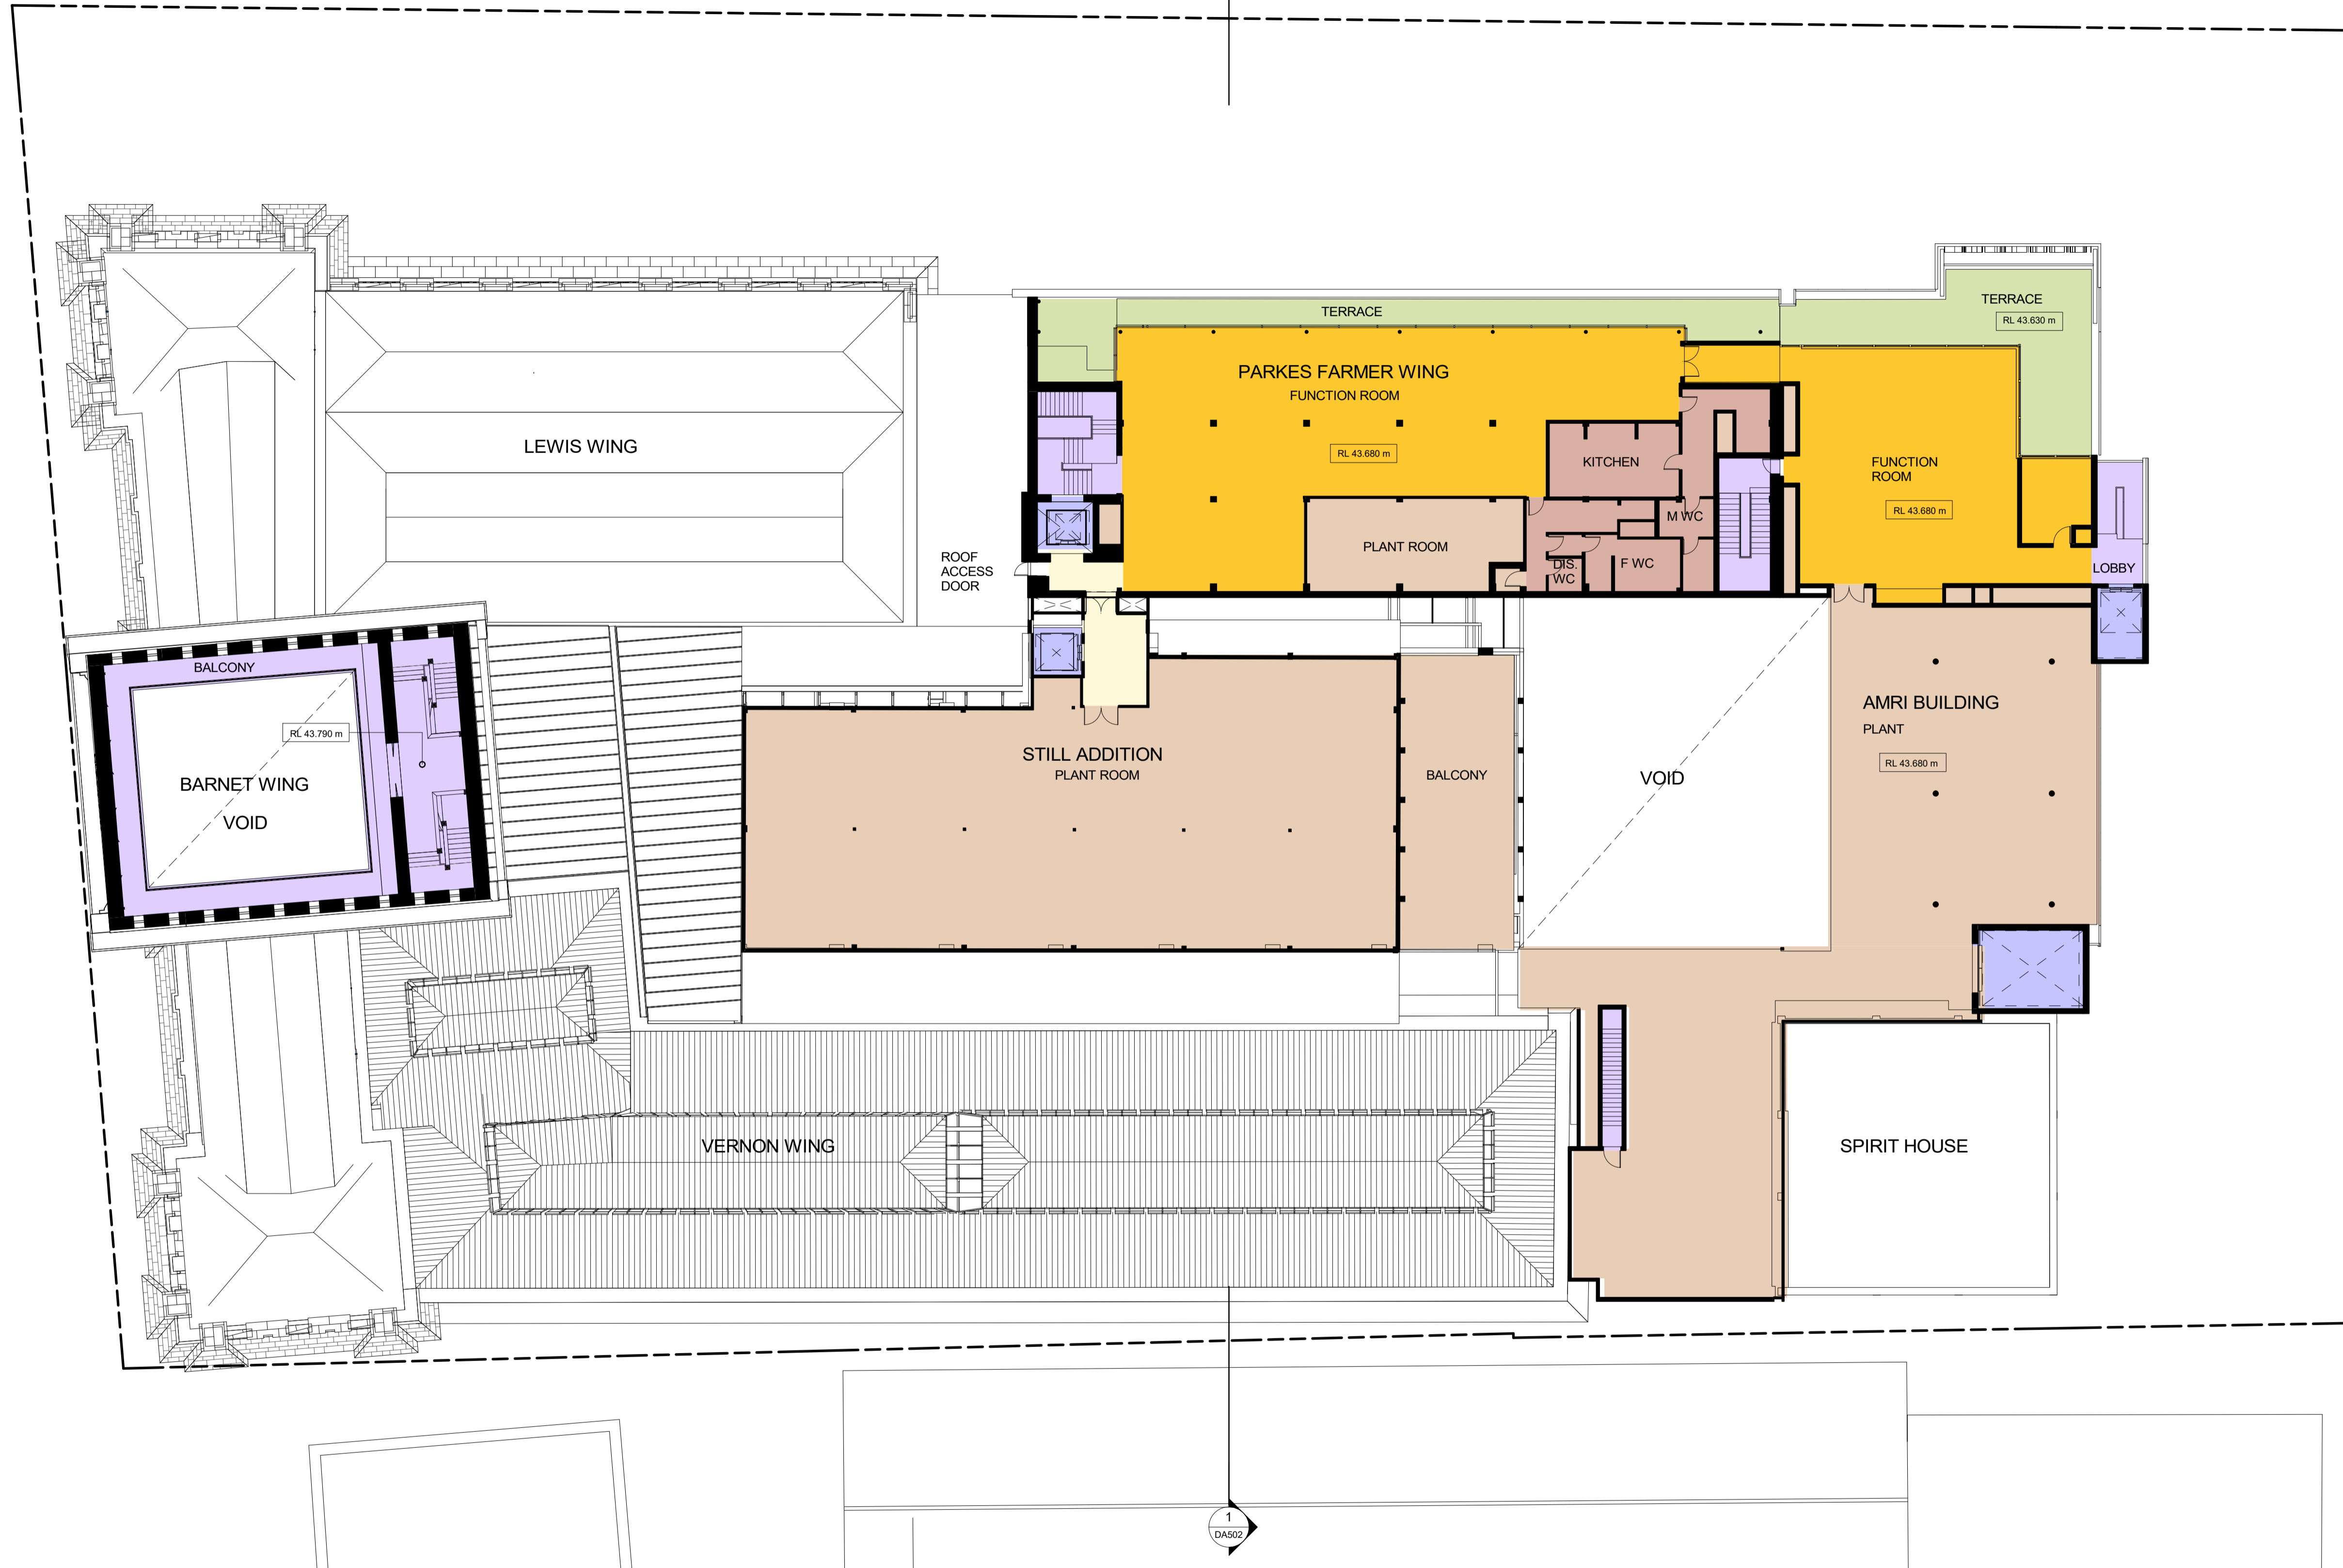 TERRACE
RL 43.630 m
TERRACE
PARKES FARMER WING
FUNCTION ROOM
RL 43.680 m
LEWIS WING
KITCHEN
FUNCTION
ROOM
RL 43.680 m
M WC
PLANT ROOM
DIS.
WC
F WC
ROOF
ACCESS
DOOR
LOBBY
BALCONY
RL 43.790 m
BARNET WING
VOID
STILL ADDITION
PLANT ROOM
BALCONY
VOID
AMRI BUILDING
PLANT
RL 43.680 m
VERNON WING
SPIRIT HOUSE
1
DA502